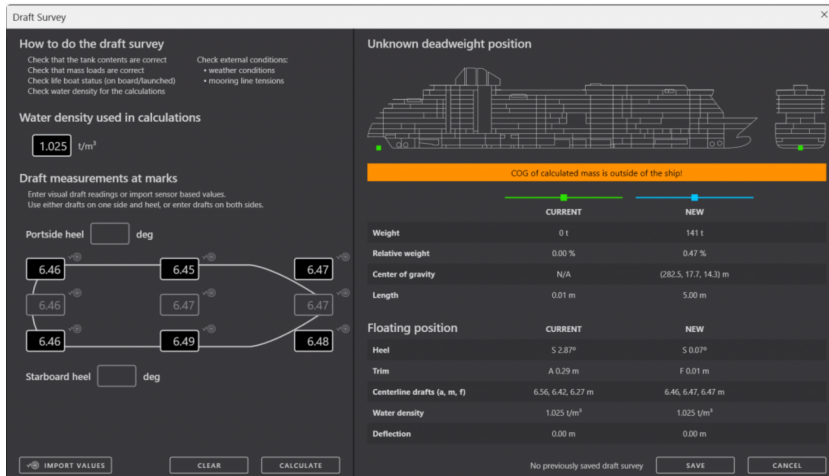 Draft Survey
How to do the draft survey
Check that the tank contents are correct
Check that mass loads are correct
Check life boat status (on board/launched)
Check water density for the calculations
Check external conditions:
• weather conditions
• mooring line tensions
Water density used in calculations
1.025 t/m³
Draft measurements at marks
Enter visual draft readings or import sensor based values.
Use either drafts on one side and heel, or enter drafts on both sides.
Portside heel deg
6.46 6.45 6.47
6.46 6.47 6.47
6.46 6.49 6.48
Starboard heel deg
IMPORT VALUES CLEAR CALCULATE
Unknown deadweight position
COG of calculated mass is outside of the ship!
CURRENT NEW
Weight 0 t 141 t
Relative weight 0.00 % 0.47 %
Center of gravity N/A (282.5, 17.7, 14.3) m
Length 0.01 m 5.00 m
Floating position CURRENT NEW
Heel S 2.87º S 0.07º
Trim A 0.29 m F 0.01 m
Centerline drafts (a, m, f) 6.56, 6.42, 6.27 m 6.46, 6.47, 6.47 m
Water density 1.025 t/m³ 1.025 t/m³
Deflection 0.00 m 0.00 m
No previously saved draft survey SAVE CANCEL